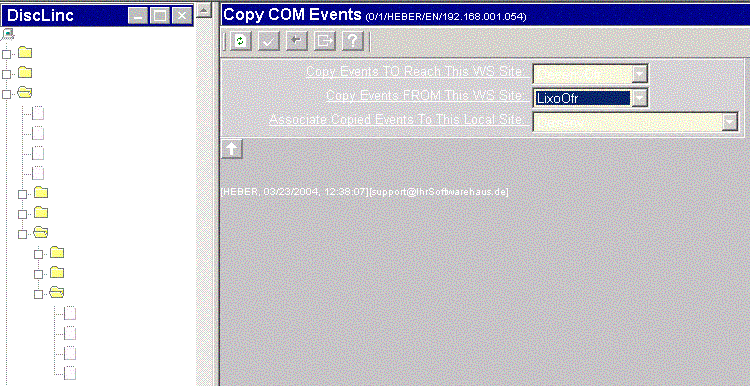 DiscLinc
Copy COM Events (0/1/HEBER/EN/192.168.001.054)
Copy Events TO Reach This WS Site:
Copy Events FROM This WS Site: LixoOfr
Associate Copied Events To This Local Site:
[HEBER, 03/23/2004, 12:38:07][support@IhrSoftwarehaus.de]